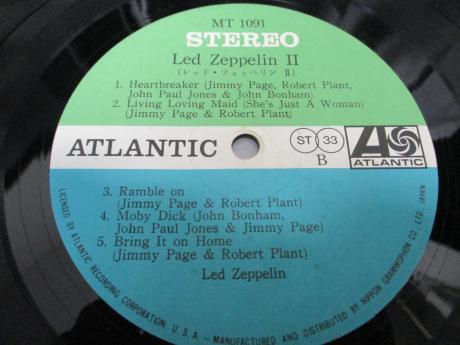 MT 1091
STEREO
Led Zeppelin II
(レッド・ツェッペリン II)
1. Heartbreaker (Jimmy Page, Robert Plant,
John Paul Jones & John Bonham)
2. Living Loving Maid (She's Just A Woman)
(Jimmy Page & Robert Plant)
ATLANTIC
ST 33
B
ATLANTIC
3. Ramble on
(Jimmy Page & Robert Plant)
4. Moby Dick (John Bonham,
John Paul Jones & Jimmy Page)
5. Bring It on Home
(Jimmy Page & Robert Plant)
Led Zeppelin
LICENSED BY ATLANTIC RECORDING CORPORATION, U.S.A. - MANUFACTURED AND DISTRIBUTED BY NIPPON GRAMMOPHON CO., LTD. JAPAN